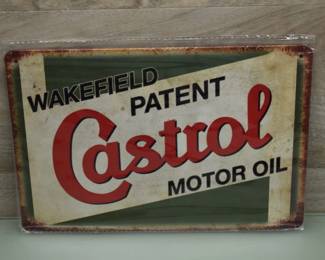 WAKEFIELD
PATENT
Castrol
MOTOR OIL